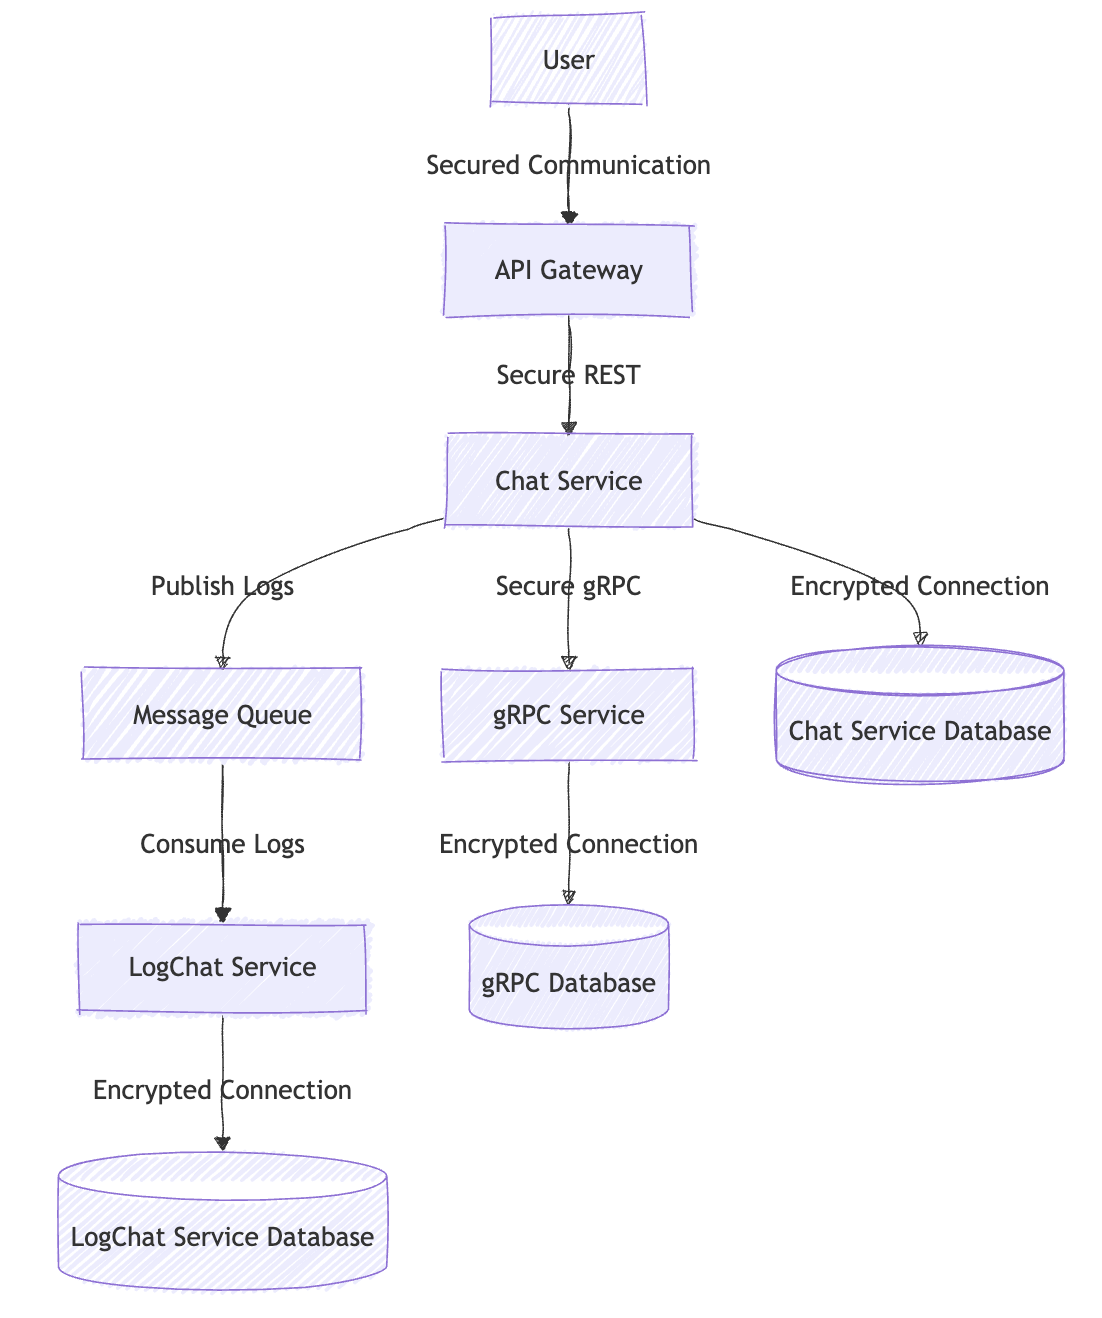 User
Secured Communication
API Gateway
Secure REST
Chat Service
Publish Logs
Secure gRPC
Encrypted Connection
Message Queue
gRPC Service
Chat Service Database
Consume Logs
Encrypted Connection
LogChat Service
gRPC Database
Encrypted Connection
LogChat Service Database